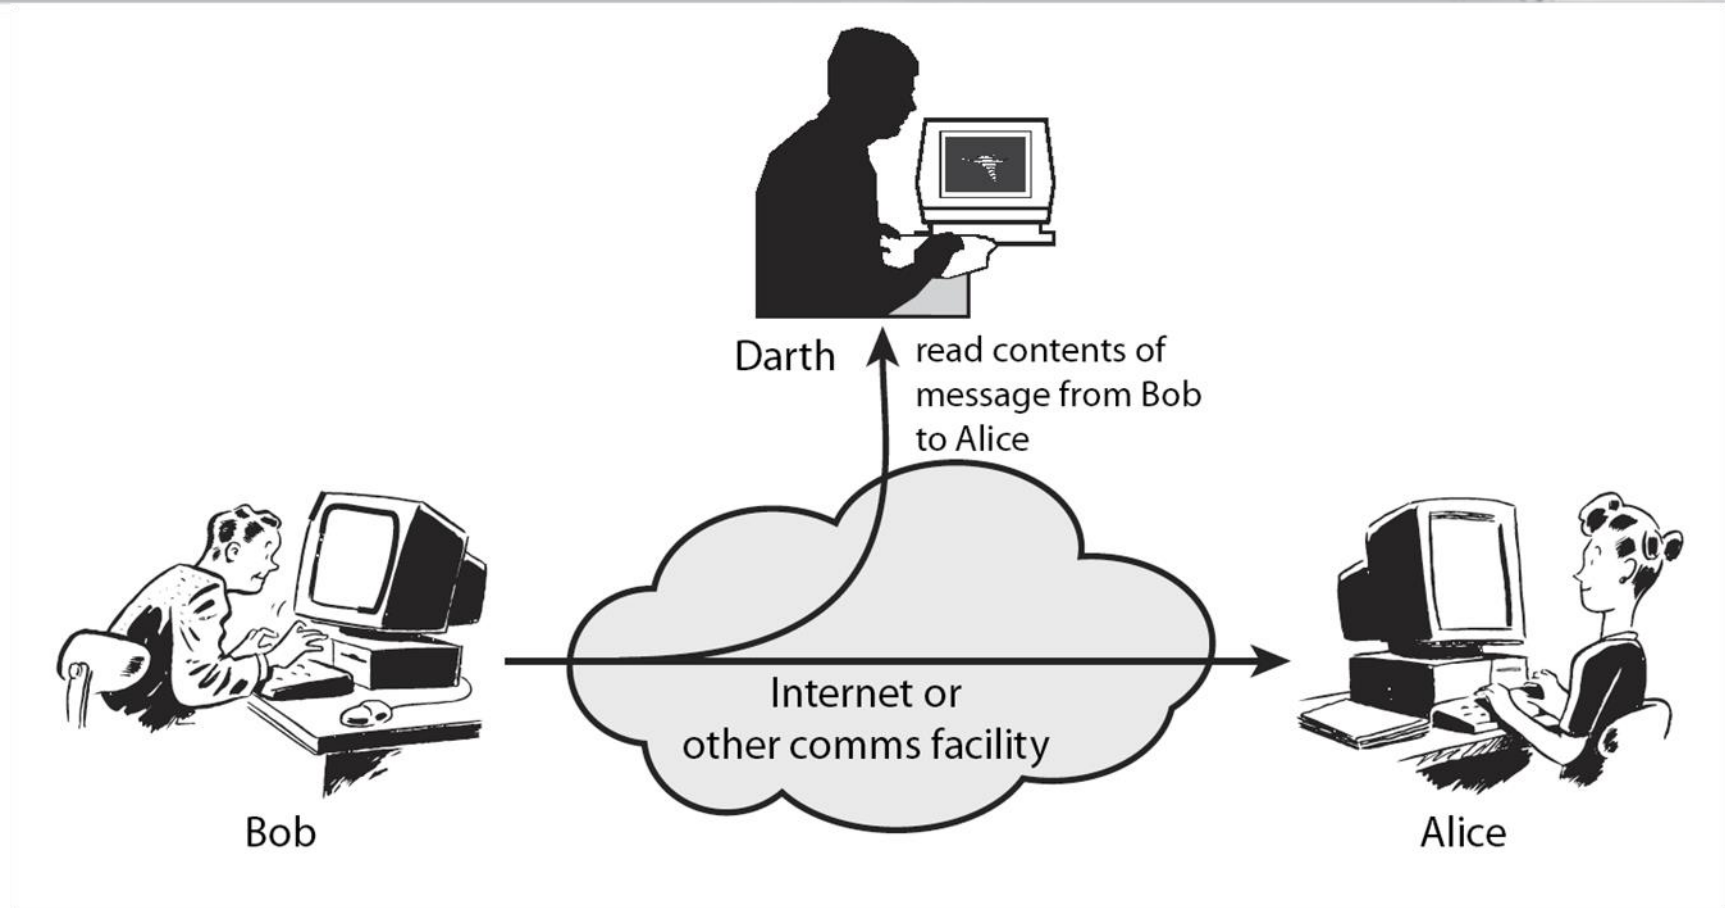 Darth
read contents of
message from Bob
to Alice
Internet or
other comms facility
Bob
Alice